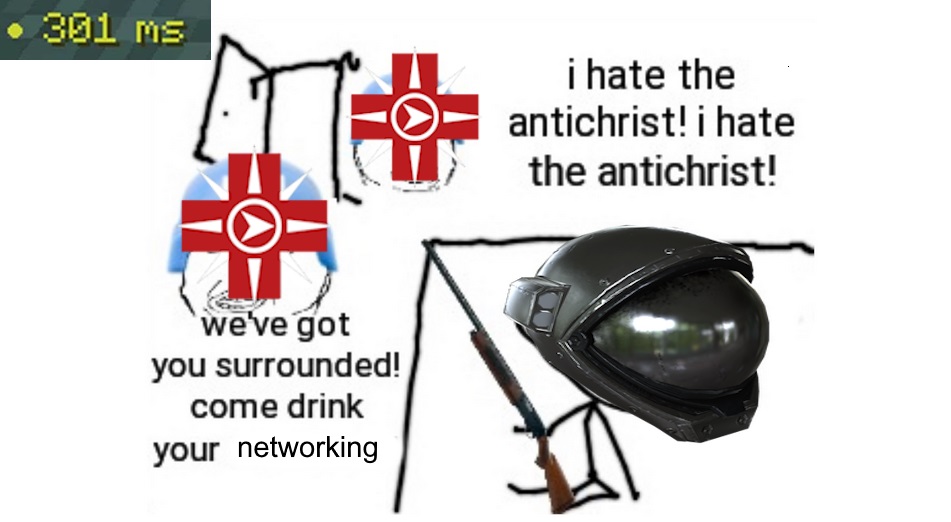 301 ms
i hate the
antichrist! i hate
the antichrist!
we've got
you surrounded!
come drink
your networking